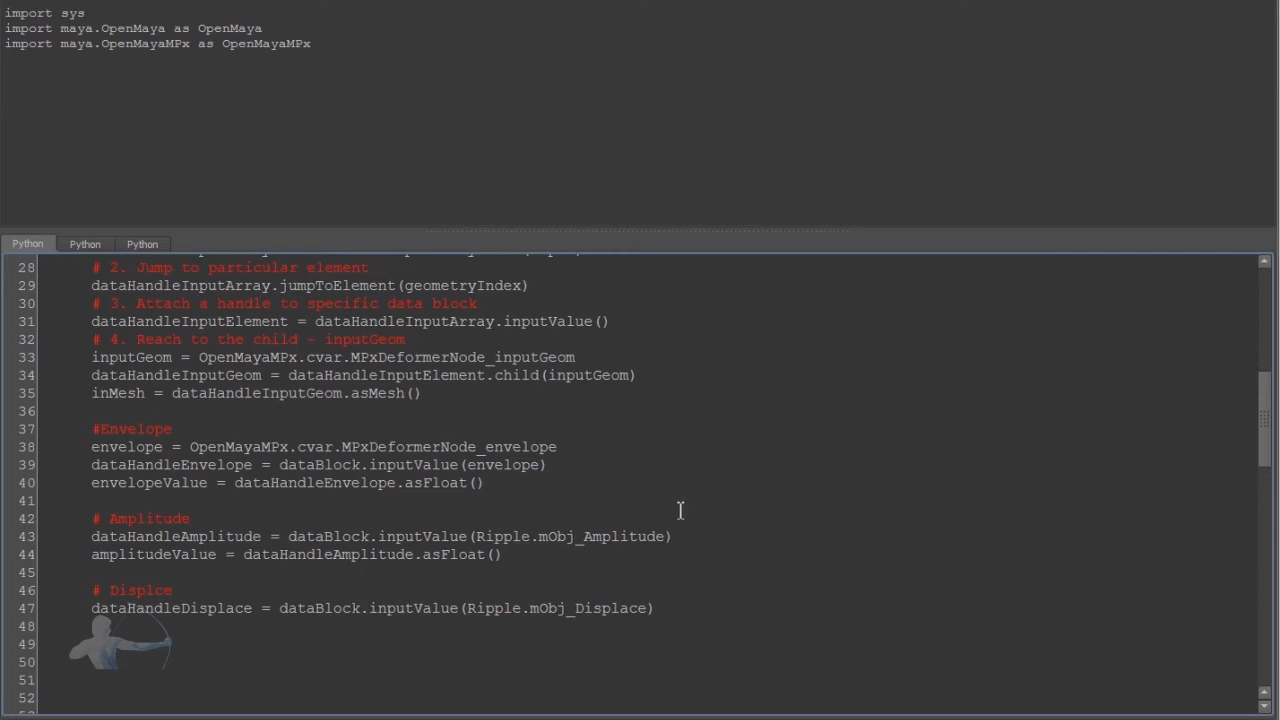 import sys
import maya.OpenMaya as OpenMaya
import maya.OpenMayaMPx as OpenMayaMPx
Python Python Python
28 # 2. Jump to particular element
29 dataHandleInputArray.jumpToElement(geometryIndex)
30 # 3. Attach a handle to specific data block
31 dataHandleInputElement = dataHandleInputArray.inputValue()
32 # 4. Reach to the child - inputGeom
33 inputGeom = OpenMayaMPx.cvar.MPxDeformerNode_inputGeom
34 dataHandleInputGeom = dataHandleInputElement.child(inputGeom)
35 inMesh = dataHandleInputGeom.asMesh()
36
37 #Envelope
38 envelope = OpenMayaMPx.cvar.MPxDeformerNode_envelope
39 dataHandleEnvelope = dataBlock.inputValue(envelope)
40 envelopeValue = dataHandleEnvelope.asFloat()
41
42 # Amplitude
43 dataHandleAmplitude = dataBlock.inputValue(Ripple.mObj_Amplitude)
44 amplitudeValue = dataHandleAmplitude.asFloat()
45
46 # Displce
47 dataHandleDisplace = dataBlock.inputValue(Ripple.mObj_Displace)
48
49
50
51
52